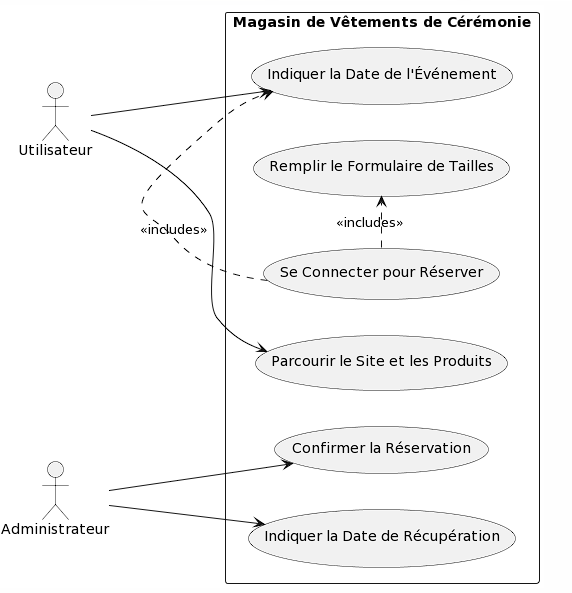 Magasin de Vêtements de Cérémonie
Indiquer la Date de l'Événement
Utilisateur
Remplir le Formulaire de Tailles
«includes»
«includes»
Se Connecter pour Réserver
Parcourir le Site et les Produits
Confirmer la Réservation
Administrateur
Indiquer la Date de Récupération